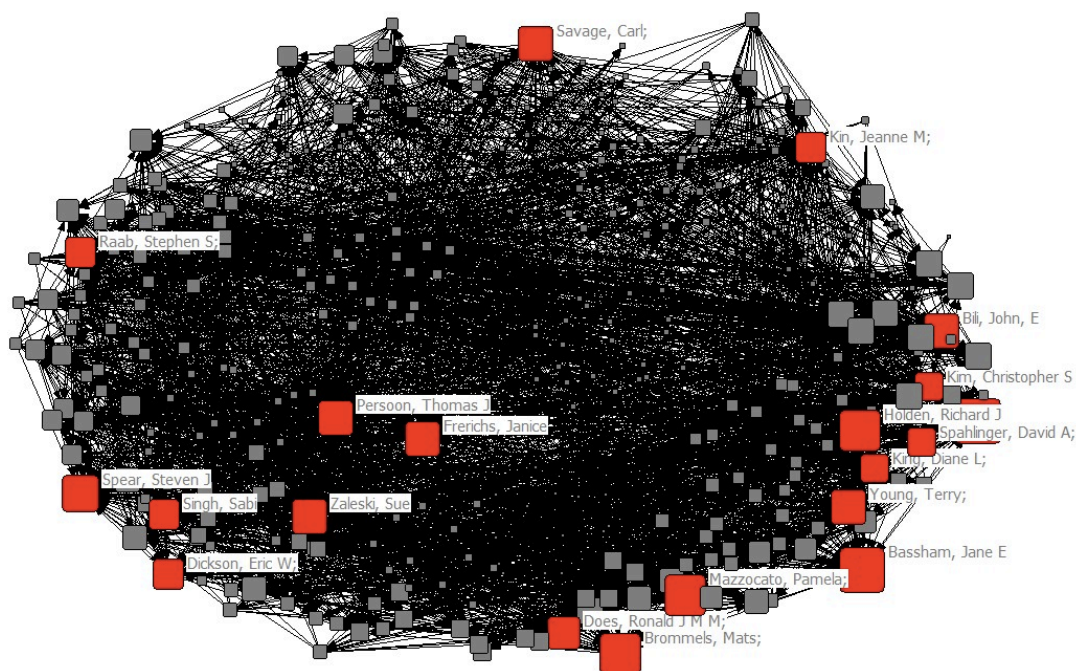 Savage, Carl;
Kin, Jeanne M;
Raab, Stephen S;
Bili, John, E
Kim, Christopher S
Persoon, Thomas J
Holden, Richard J
Frerichs, Janice
Spahlinger, David A;
King, Diane L;
Spear, Steven J
Young, Terry;
Singh, Sabi
Zaleski, Sue
Bassham, Jane E
Dickson, Eric W;
Mazzocato, Pamela;
Does, Ronald J M M;
Brommels, Mats;